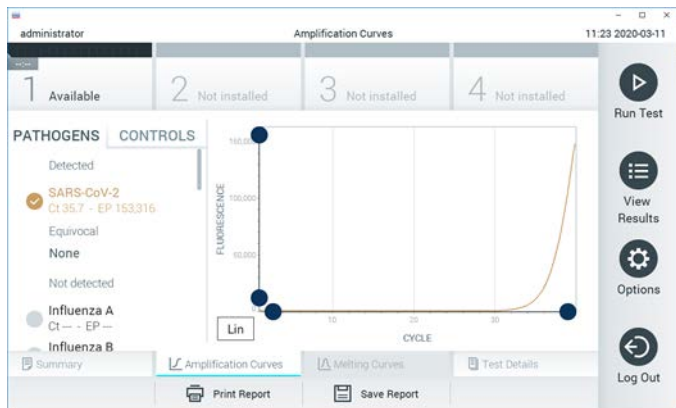 administrator
Amplification Curves
11:23 2020-03-11
1 Available
2 Not installed
3 Not installed
4 Not installed
Run Test
PATHOGENS
CONTROLS
Detected
SARS-CoV-2
Ct 35.7 - EP 153,316
Equivocal
None
Not detected
Influenza A
Ct — - EP —
Influenza B
FLUORESCENCE
160,000
100,000
60,000
0
10
20
30
CYCLE
Lin
View
Results
Options
Log Out
Summary
Amplification Curves
Melting Curves
Test Details
Print Report
Save Report